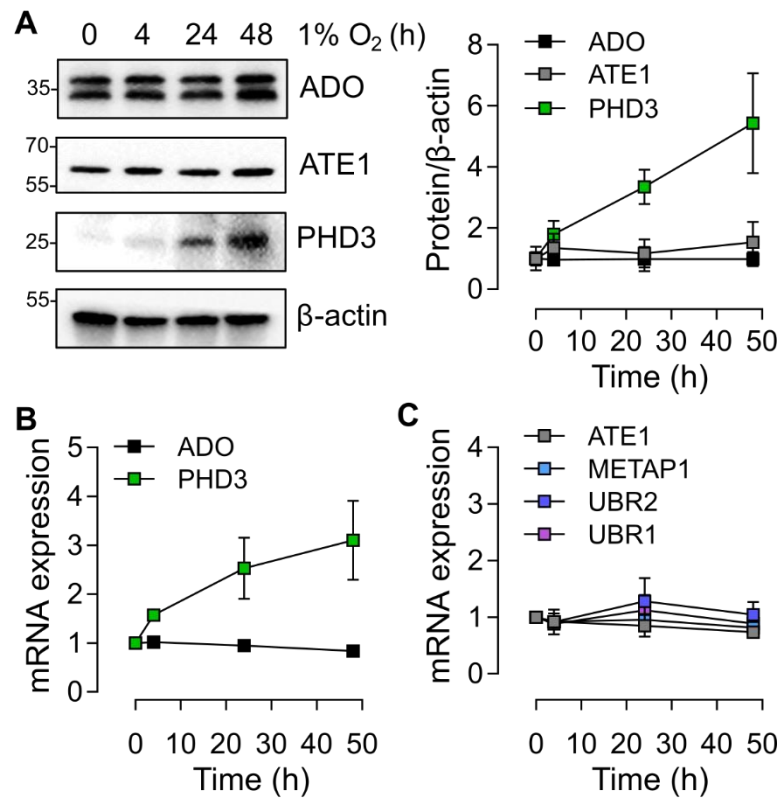 A
0 4 24 48 1% O₂ (h)
35- ADO
70-
55- ATE1
25- PHD3
55-
β-actin
ADO
ATE1
PHD3
Protein/β-actin
8
6
4
2
0
0 10 20 30 40 50
Time (h)
B
ADO
PHD3
mRNA expression
5
4
3
2
1
0
0 10 20 30 40 50
Time (h)
C
ATE1
METAP1
UBR2
UBR1
mRNA expression
4
3
2
1
0
0 10 20 30 40 50
Time (h)